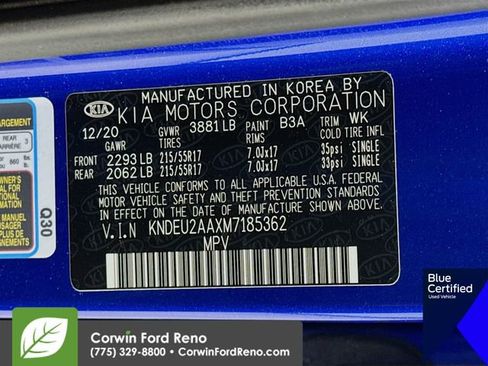 MANUFACTURED IN KOREA BY
KIA KIA MOTORS CORPORATION
12/20 GVWR 3881 LB PAINT B3A TRIM WK
TIRES RIMS COLD TIRE INFL
FRONT 2293 LB 215/55R17 7.0Jx17 35psi SINGLE
REAR 2062 LB 215/55R17 7.0Jx17 33psi SINGLE
THIS VEHICLE CONFORMS TO ALL APPLICABLE U.S.A. FEDERAL
MOTOR VEHICLE SAFETY, BUMPER, AND THEFT PREVENTION
STANDARDS IN EFFECT ON THE DATE OF MANUFACTURE SHOWN ABOVE.
V.I.N KNDEU2AAXM7185362
MPV
Q30
Blue
Certified
Used Vehicle
Corwin Ford Reno
(775) 329-8800 • CorwinFordReno.com